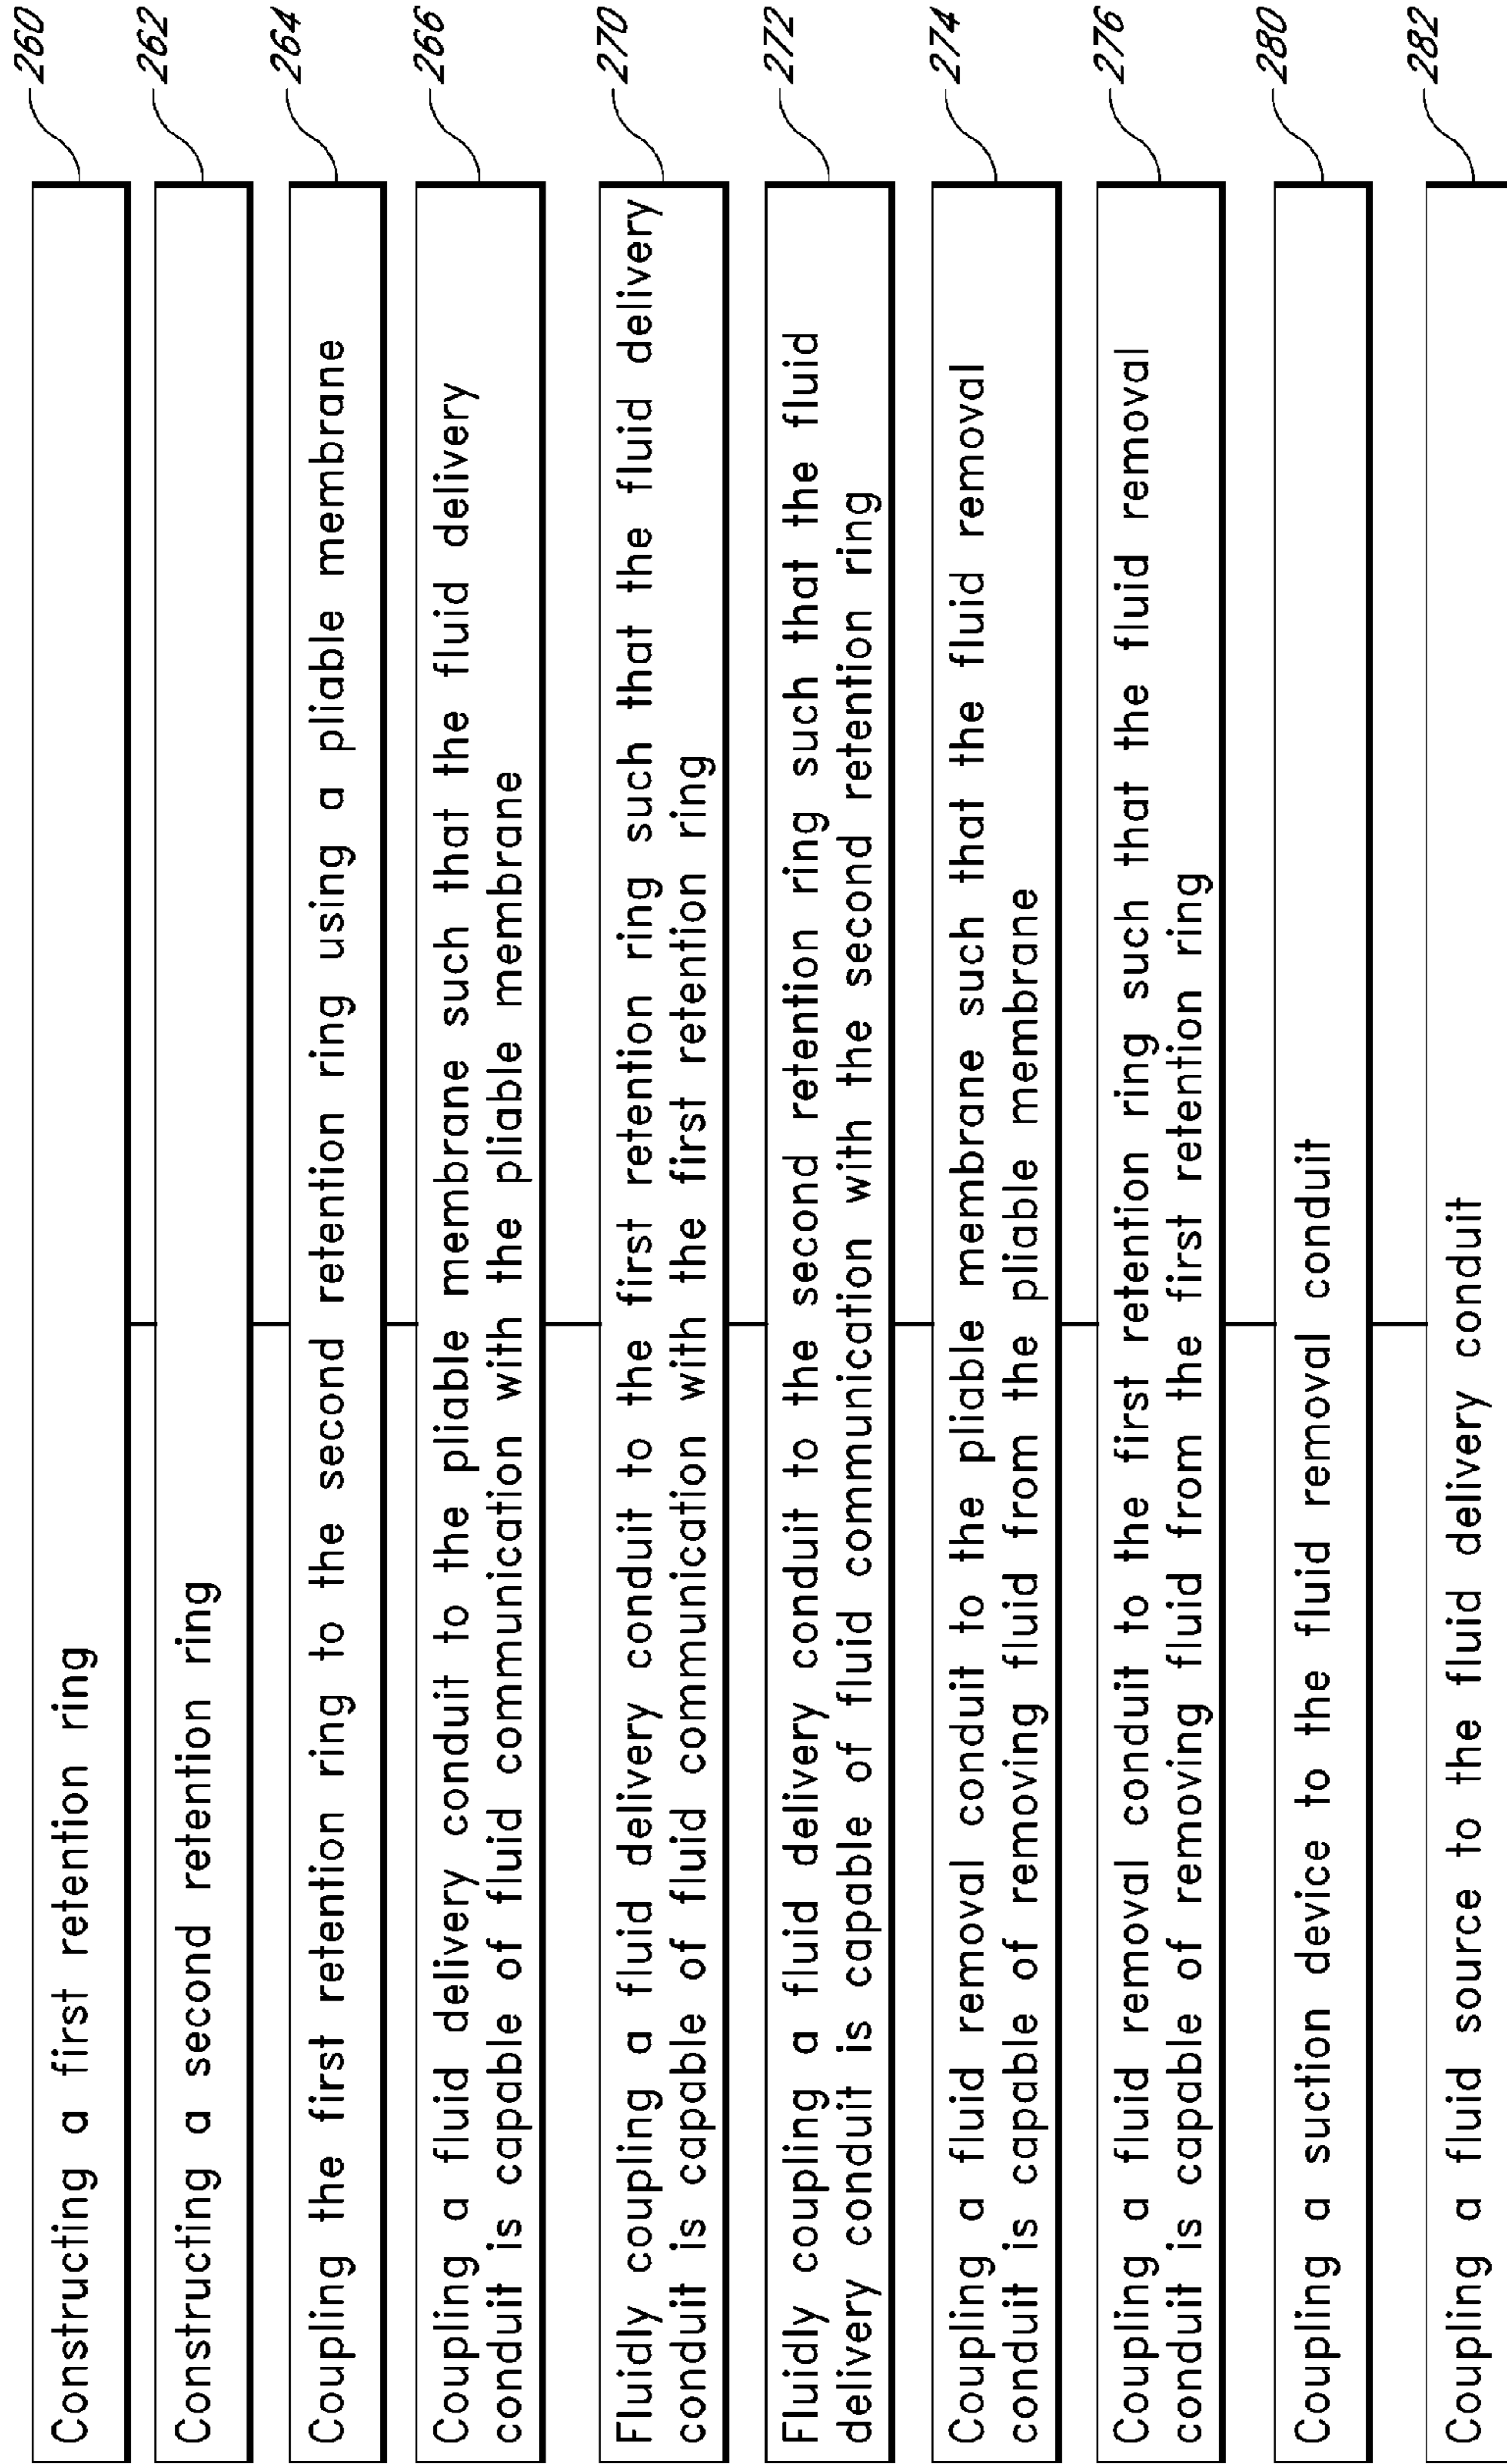 Constructing a first retention ring
260
Constructing a second retention ring
262
Coupling the first retention ring to the second retention ring using a pliable membrane
264
Coupling a fluid delivery conduit to the pliable membrane such that the fluid delivery
conduit is capable of fluid communication with the pliable membrane
266
Fluidly coupling a fluid delivery conduit to the first retention ring such that the fluid delivery
conduit is capable of fluid communication with the first retention ring
270
Fluidly coupling a fluid delivery conduit to the second retention ring such that the fluid
delivery conduit is capable of fluid communication with the second retention ring
272
Coupling a fluid removal conduit to the pliable membrane such that the fluid removal
conduit is capable of removing fluid from the pliable membrane
274
Coupling a fluid removal conduit to the first retention ring such that the fluid removal
conduit is capable of removing fluid from the first retention ring
276
Coupling a suction device to the fluid removal conduit
280
Coupling a fluid source to the fluid delivery conduit
282